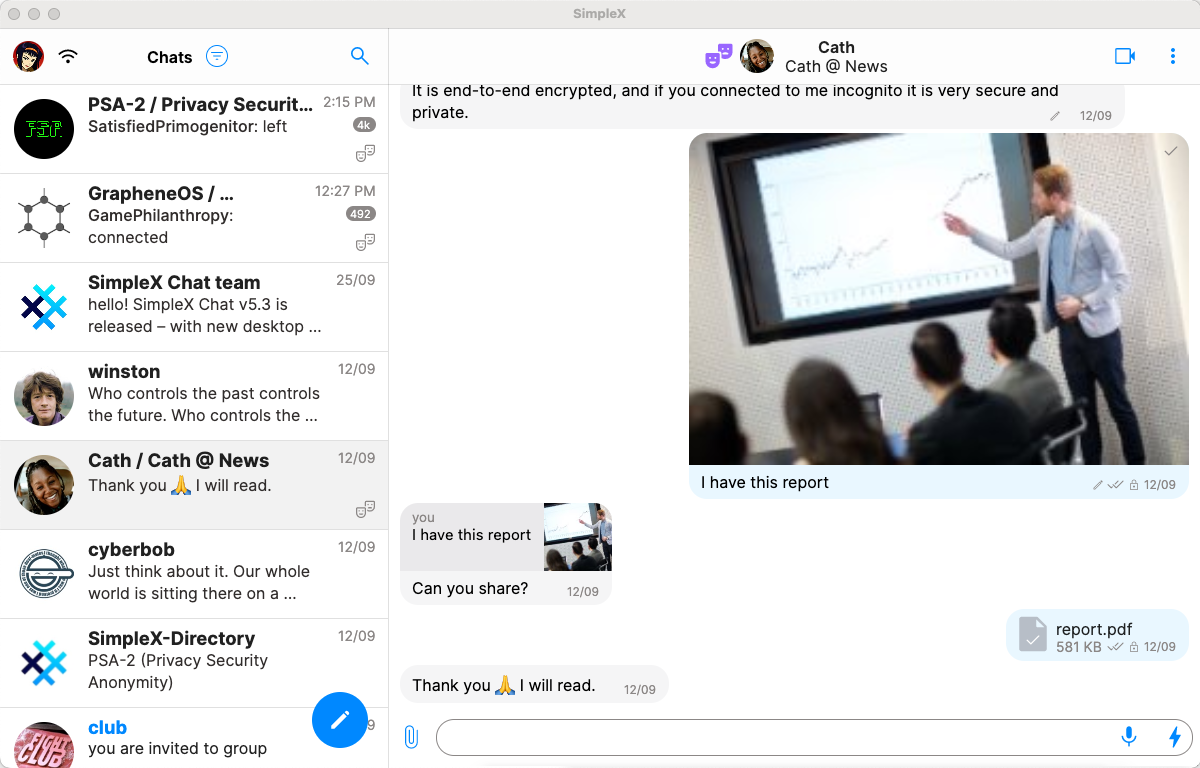 SimpleX
Chats
PSA-2 / Privacy Securit...
2:15 PM
SatisfiedPrimogenitor: left
4k
GrapheneOS / ...
12:27 PM
GamePhilanthropy:
492
connected
SimpleX Chat team
25/09
hello! SimpleX Chat v5.3 is
released – with new desktop ...
winston
12/09
Who controls the past controls
the future. Who controls the ...
Cath / Cath @ News
12/09
Thank you 🙏 I will read.
cyberbob
12/09
Just think about it. Our whole
world is sitting there on a ...
SimpleX-Directory
12/09
PSA-2 (Privacy Security
Anonymity)
club
9
you are invited to group
FIGHT
CLUB
Cath
Cath @ News
It is end-to-end encrypted, and if you connected to me incognito it is very secure and
private.
12/09
I have this report
12/09
you
I have this report
Can you share?
12/09
report.pdf
581 KB
12/09
Thank you 🙏 I will read.
12/09